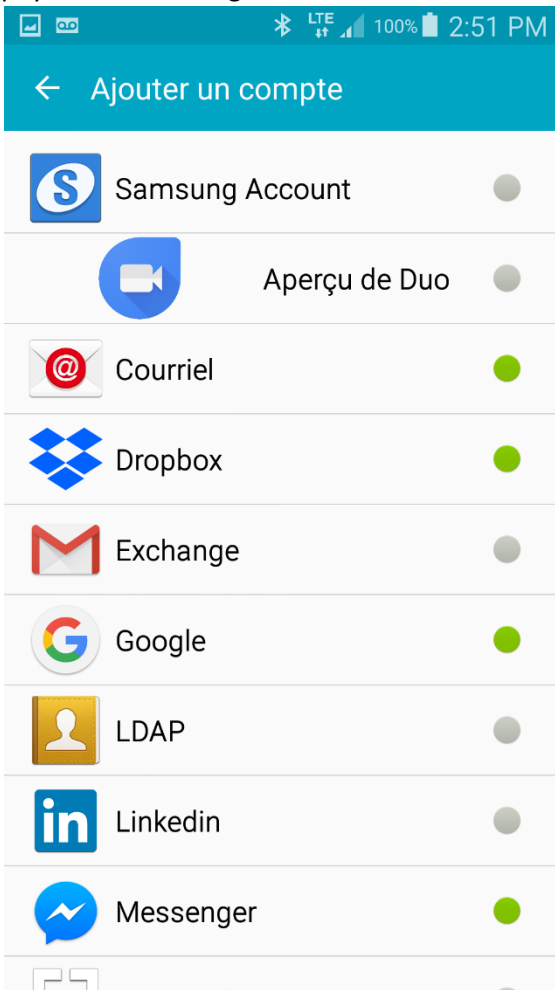 LTE 100% 2:51 PM
Ajouter un compte
Samsung Account
Aperçu de Duo
Courriel
Dropbox
Exchange
Google
LDAP
Linkedin
Messenger